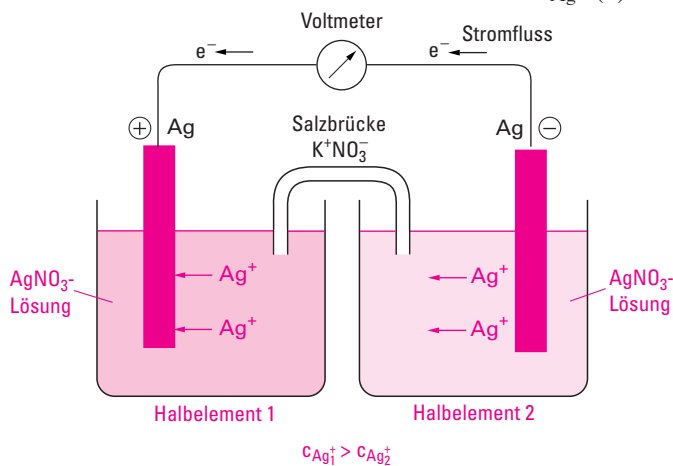 Ag
Voltmeter
e⁻
e⁻
Stromfluss
⊕ Ag
Ag ⊖
Salzbrücke
K⁺NO₃⁻
AgNO₃-
Lösung
Ag⁺
Ag⁺
Ag⁺
Ag⁺
AgNO₃-
Lösung
Halbelement 1
Halbelement 2
c_Ag₁⁺ > c_Ag₂⁺